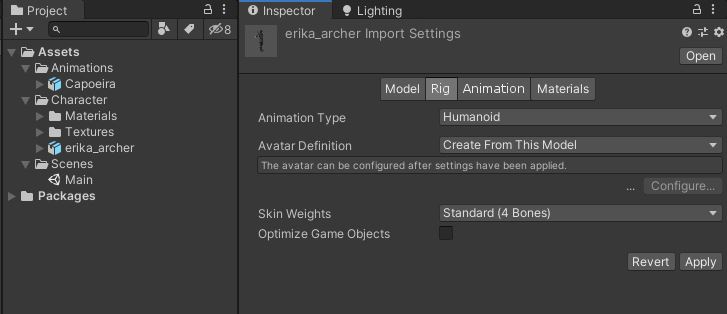 Project
8
Assets
Animations
Capoeira
Character
Materials
Textures
erika_archer
Scenes
Main
Packages
Inspector Lighting
erika_archer Import Settings
Open
Model Rig Animation Materials
Animation Type Humanoid
Avatar Definition Create From This Model
The avatar can be configured after settings have been applied.
... Configure...
Skin Weights Standard (4 Bones)
Optimize Game Objects
Revert Apply